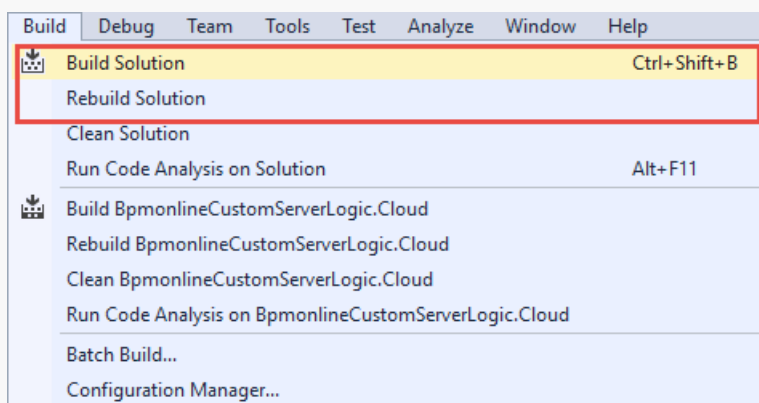 Build Debug Team Tools Test Analyze Window Help
Build Solution Ctrl+Shift+B
Rebuild Solution
Clean Solution
Run Code Analysis on Solution Alt+F11
Build BpmonlineCustomServerLogic.Cloud
Rebuild BpmonlineCustomServerLogic.Cloud
Clean BpmonlineCustomServerLogic.Cloud
Run Code Analysis on BpmonlineCustomServerLogic.Cloud
Batch Build...
Configuration Manager...